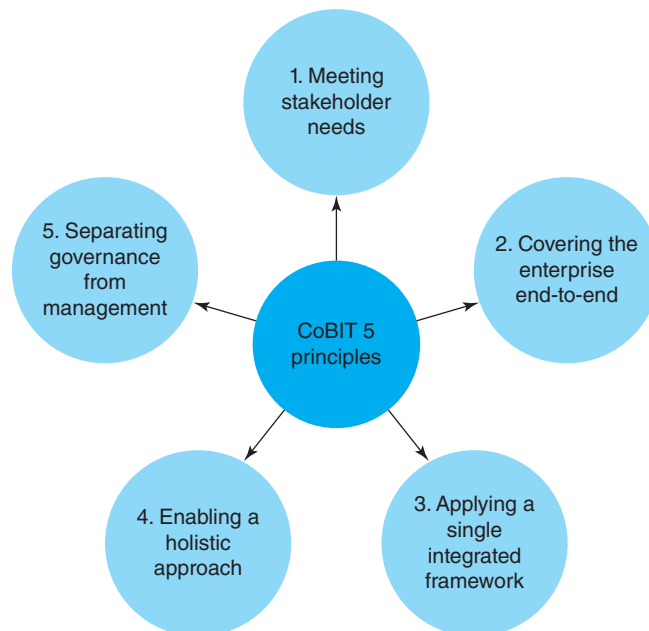 1. Meeting
stakeholder
needs
2. Covering the
enterprise
end-to-end
3. Applying a
single
integrated
framework
4. Enabling a
holistic
approach
5. Separating
governance
from
management
CoBIT 5
principles